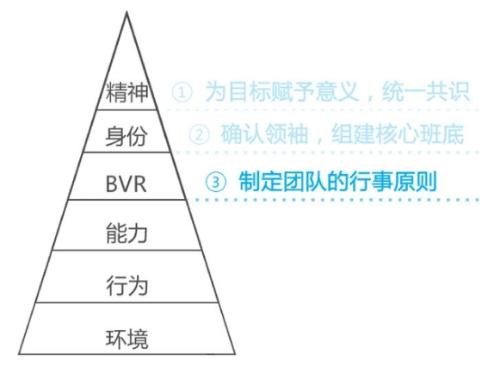 精神 ① 为目标赋予意义，统一共识
身份 ② 确认领袖，组建核心班底
BVR ③ 制定团队的行事原则
能力
行为
环境